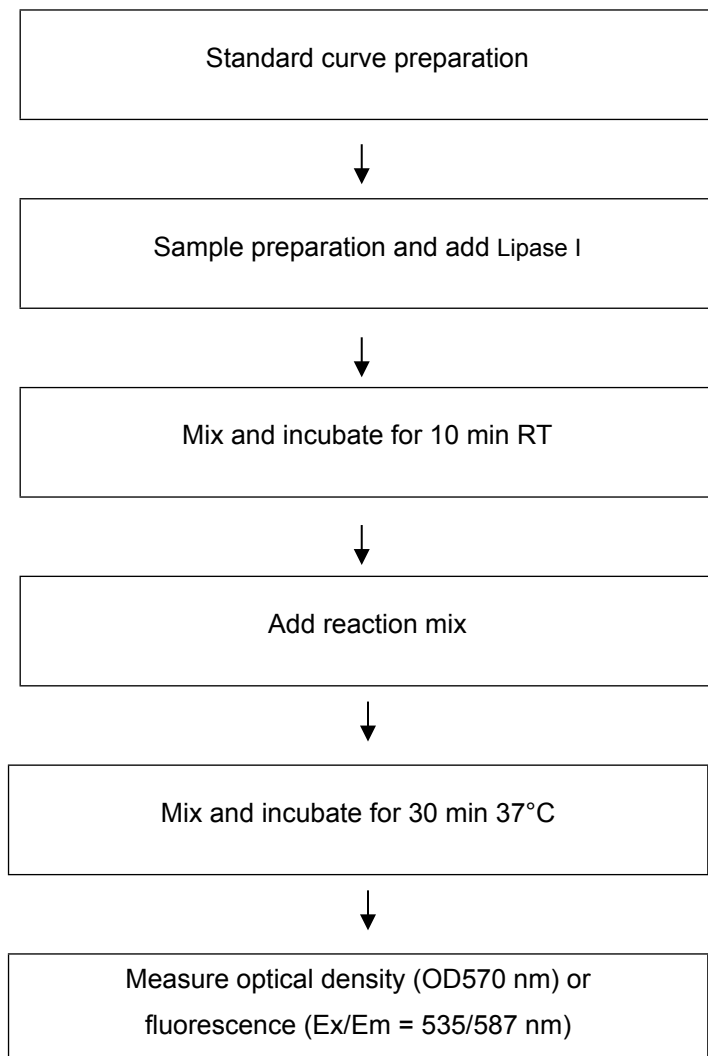 Standard curve preparation
Sample preparation and add Lipase I
Mix and incubate for 10 min RT
Add reaction mix
Mix and incubate for 30 min 37°C
Measure optical density (OD570 nm) or
fluorescence (Ex/Em = 535/587 nm)